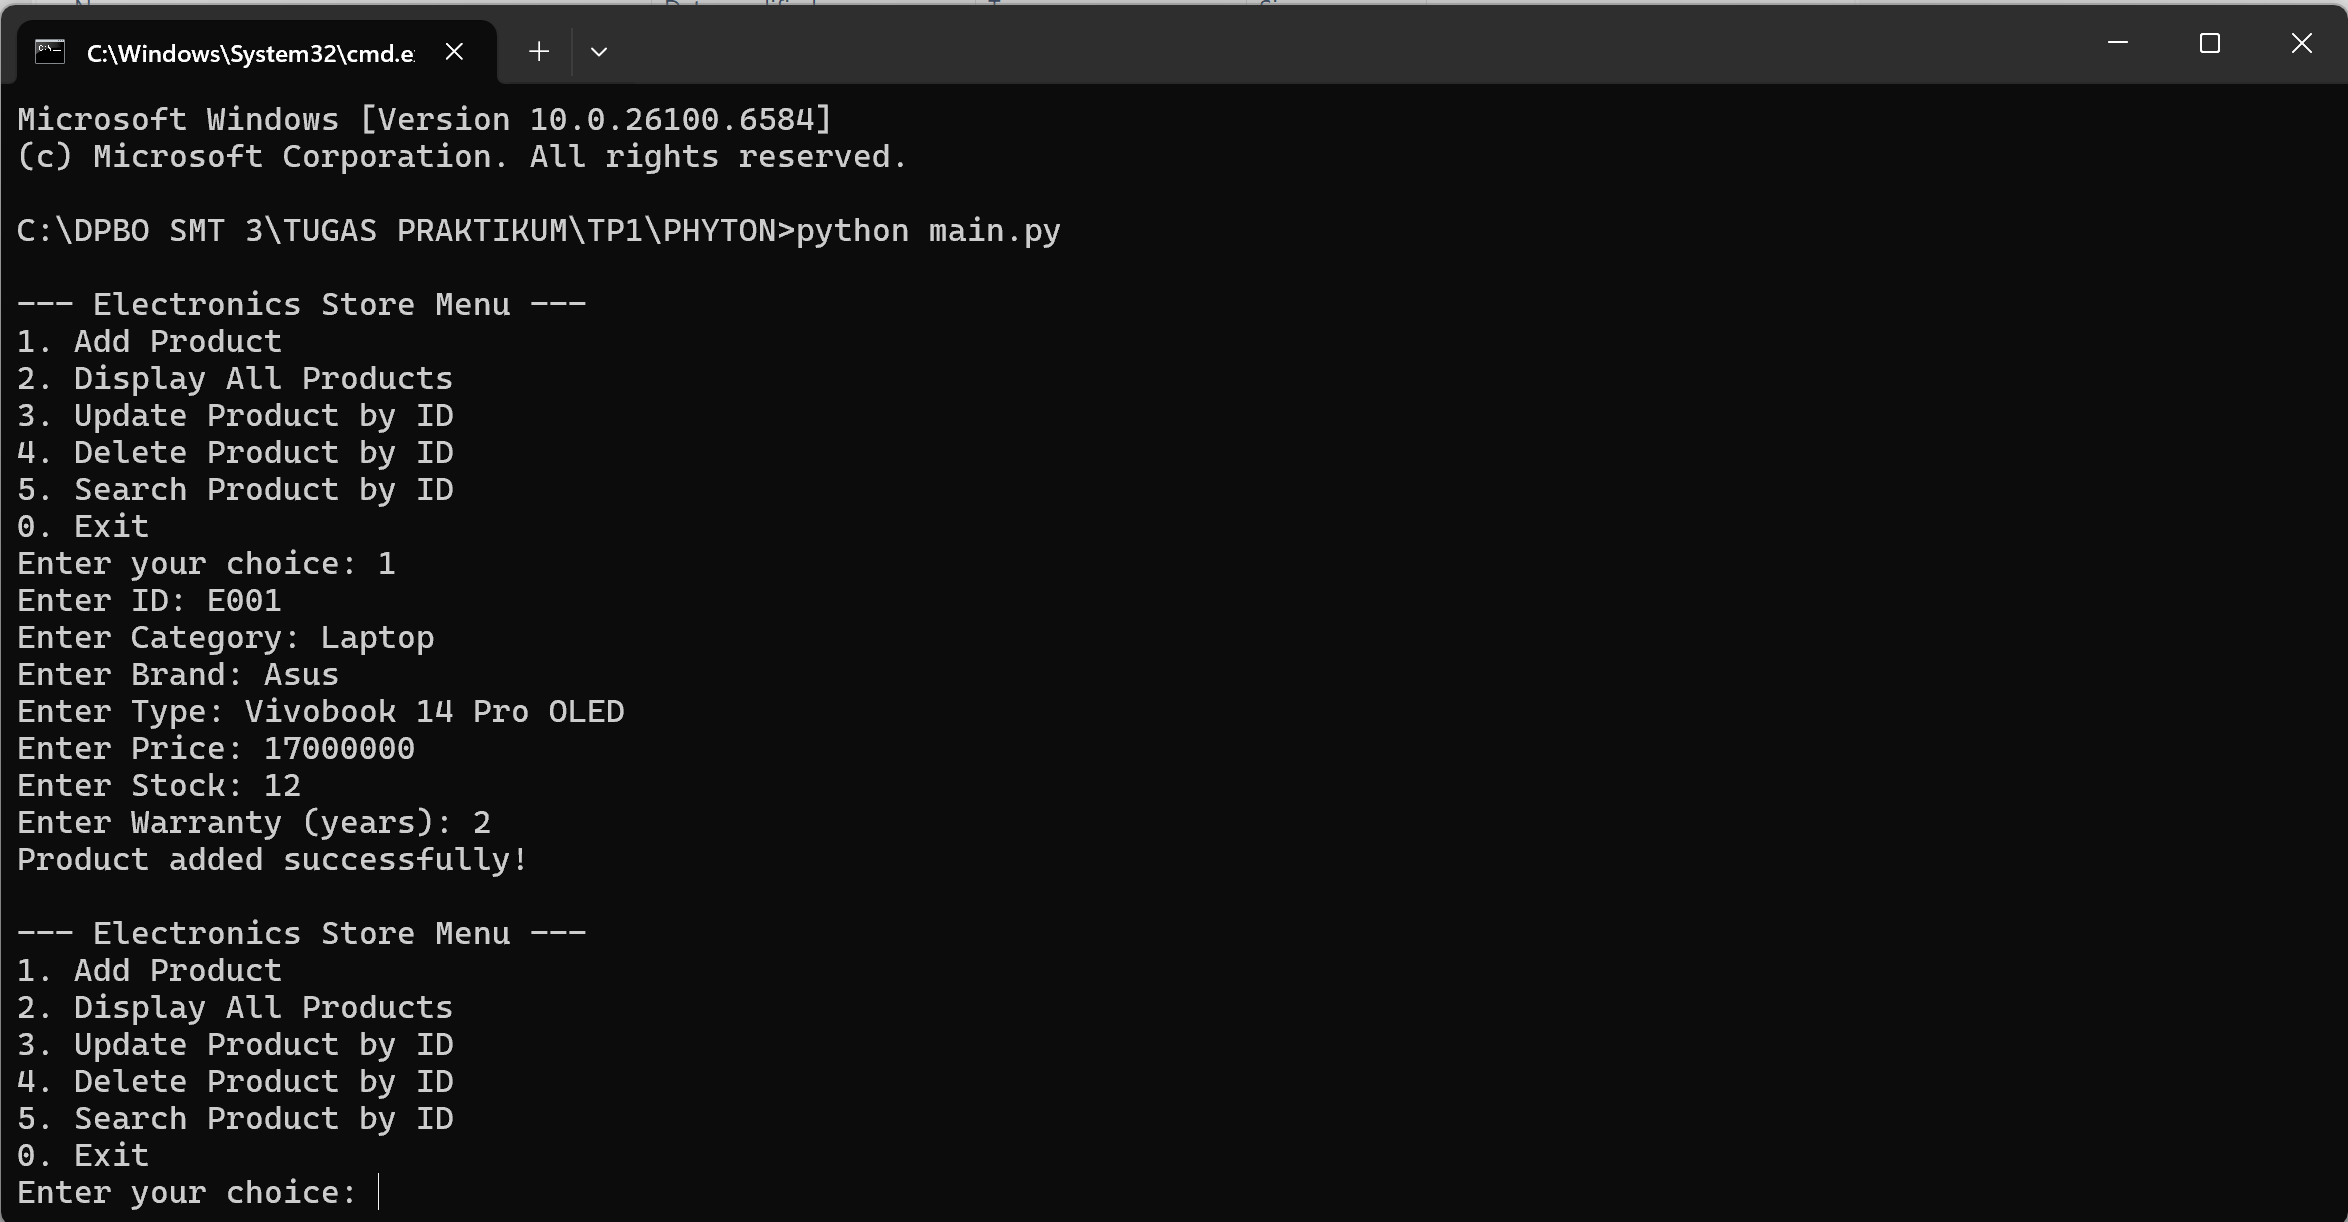 C:\Windows\System32\cmd.e
Microsoft Windows [Version 10.0.26100.6584]
(c) Microsoft Corporation. All rights reserved.
C:\DPBO SMT 3\TUGAS PRAKTIKUM\TP1\PHYTON>python main.py
--- Electronics Store Menu ---
1. Add Product
2. Display All Products
3. Update Product by ID
4. Delete Product by ID
5. Search Product by ID
0. Exit
Enter your choice: 1
Enter ID: E001
Enter Category: Laptop
Enter Brand: Asus
Enter Type: Vivobook 14 Pro OLED
Enter Price: 17000000
Enter Stock: 12
Enter Warranty (years): 2
Product added successfully!
--- Electronics Store Menu ---
1. Add Product
2. Display All Products
3. Update Product by ID
4. Delete Product by ID
5. Search Product by ID
0. Exit
Enter your choice: